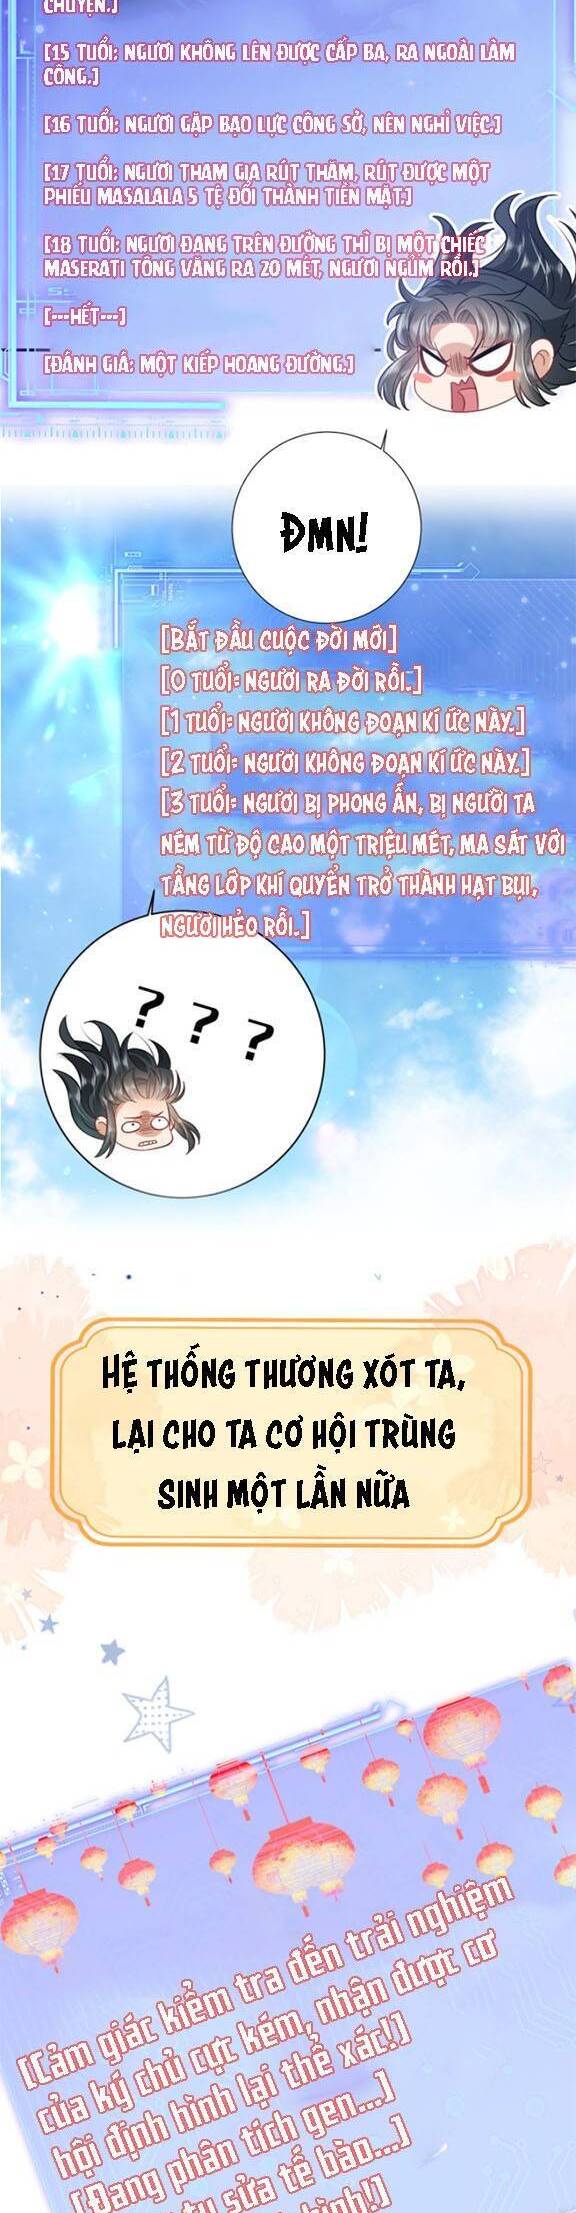 CHUYỆN.]
[15 TUỔI: NGƯƠI KHÔNG LÊN ĐƯỢC CẤP BA, RA NGOÀI LÀM
CÔNG.]
[16 TUỔI: NGƯƠI GẶP BẠO LỰC CÔNG SỞ, NÊN NGHỈ VIỆC.]
[17 TUỔI: NGƯƠI THAM GIA RÚT THĂM, RÚT ĐƯỢC MỘT
PHIẾU MASALALA 5 TỆ ĐỔI THÀNH TIỀN MẶT.]
[18 TUỔI: NGƯƠI ĐANG TRÊN ĐƯỜNG THÌ BỊ MỘT CHIẾC
MASERATI TÔNG VĂNG RA 20 MÉT, NGƯƠI NGỦM RỒI.]
[---HẾT---]
[ĐÁNH GIÁ: MỘT KIẾP HOANG ĐƯỜNG.]
ĐMN!
[BẮT ĐẦU CUỘC ĐỜI MỚI]
[0 TUỔI: NGƯƠI RA ĐỜI RỒI.]
[1 TUỔI: NGƯƠI KHÔNG ĐOẠN KÍ ỨC NÀY.]
[2 TUỔI: NGƯƠI KHÔNG ĐOẠN KÍ ỨC NÀY.]
[3 TUỔI: NGƯƠI BỊ PHONG ẤN, BỊ NGƯỜI TA
NÉM TỪ ĐỘ CAO MỘT TRIỆU MÉT, MA SÁT VỚI
TẦNG LỚP KHÍ QUYỂN TRỞ THÀNH HẠT BỤI,
NGƯƠI HẺO RỒI.]
? ? ?
HỆ THỐNG THƯƠNG XÓT TA,
LẠI CHO TA CƠ HỘI TRÙNG
SINH MỘT LẦN NỮA
[Cảm giác kiểm tra đến trải nghiệm
của ký chủ cực kém, nhận được cơ
hội định hình lại thể xác!]
[Đang phân tích gen...]
tu sửa tế bào...]
hình!]